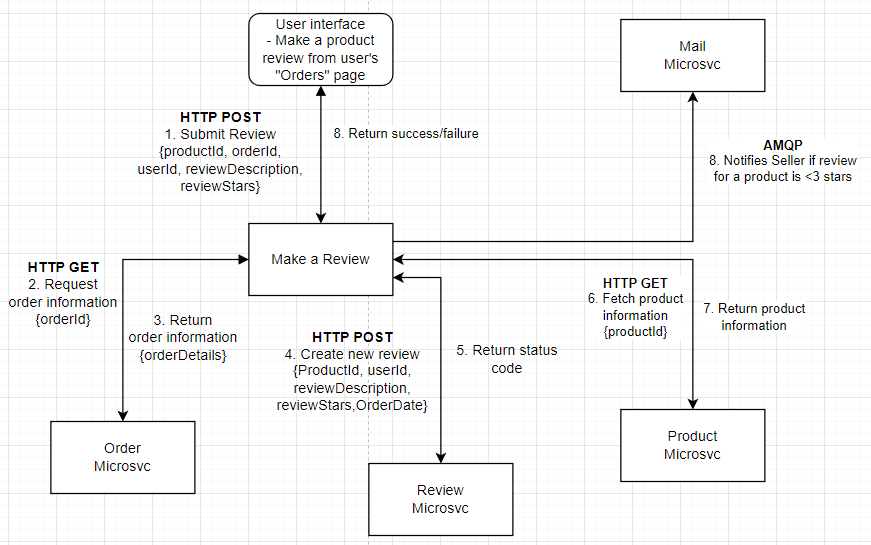 User interface
- Make a product
review from user's
"Orders" page
Mail
Microsvc
HTTP POST
1. Submit Review
{productId, orderId,
userId, reviewDescription,
reviewStars}
8. Return success/failure
AMQP
8. Notifies Seller if review
for a product is <3 stars
Make a Review
HTTP GET
2. Request
order information
{orderId}
3. Return
order information
{orderDetails}
HTTP POST
4. Create new review
{ProductId, userId,
reviewDescription,
reviewStars,OrderDate}
5. Return status
code
HTTP GET
6. Fetch product
information
{productId}
7. Return product
information
Order
Microsvc
Review
Microsvc
Product
Microsvc